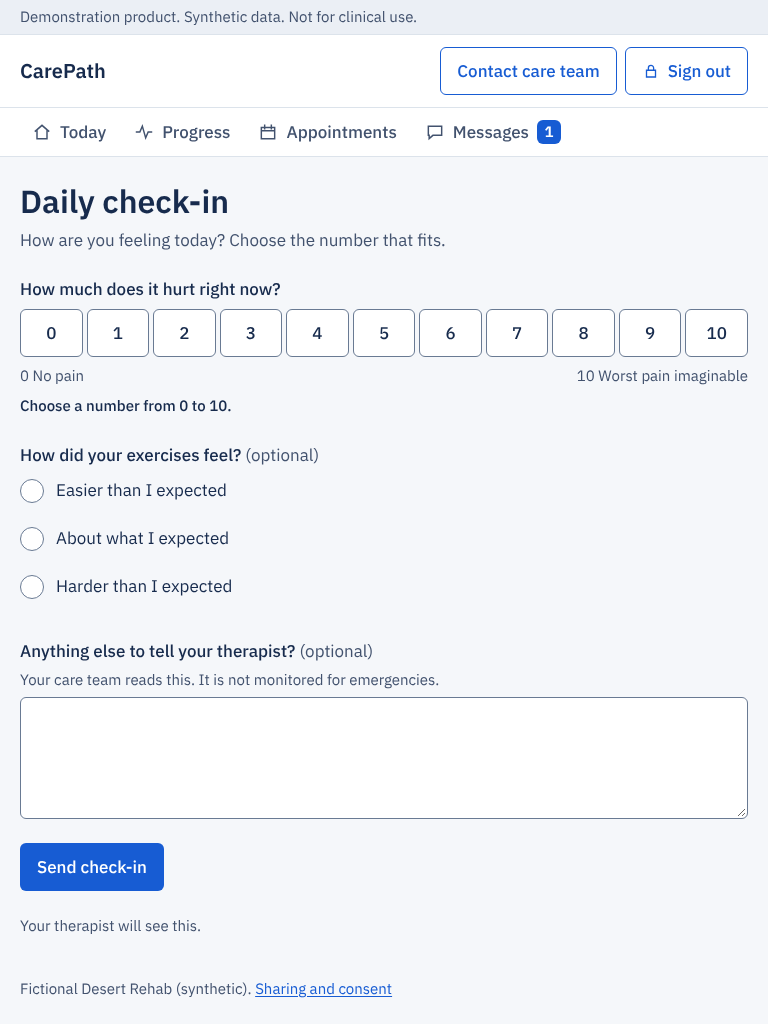 Demonstration product. Synthetic data. Not for clinical use.
CarePath
Contact care team
Sign out
Today
Progress
Appointments
Messages 1
Daily check-in
How are you feeling today? Choose the number that fits.
How much does it hurt right now?
0 1 2 3 4 5 6 7 8 9 10
0 No pain
10 Worst pain imaginable
Choose a number from 0 to 10.
How did your exercises feel? (optional)
Easier than I expected
About what I expected
Harder than I expected
Anything else to tell your therapist? (optional)
Your care team reads this. It is not monitored for emergencies.
Send check-in
Your therapist will see this.
Fictional Desert Rehab (synthetic). Sharing and consent